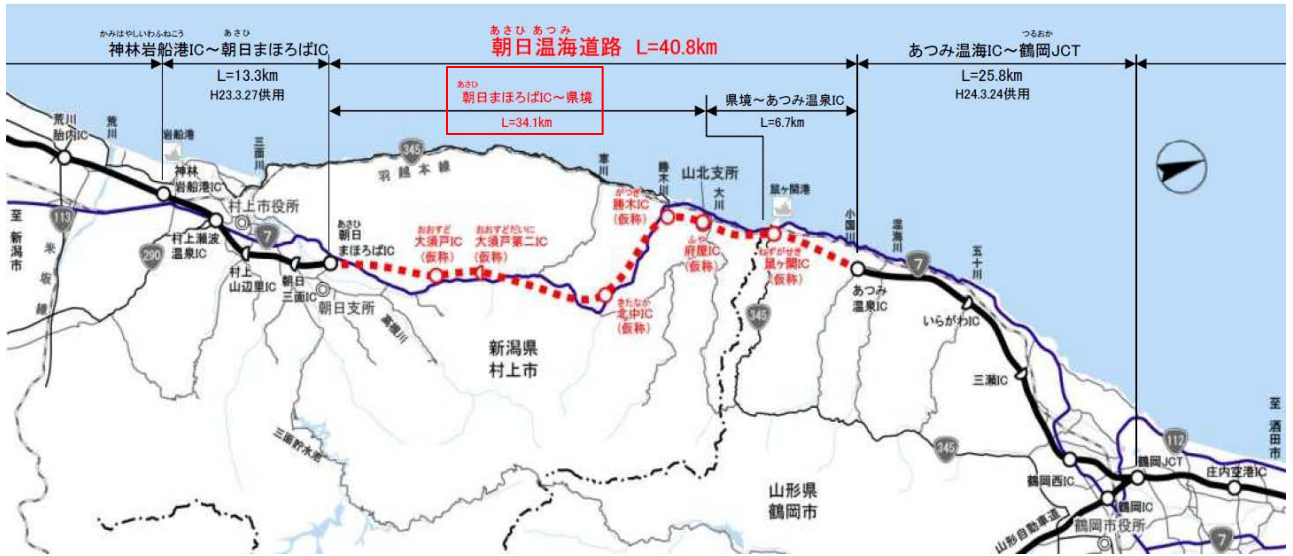 かみはやしいわふねこう あさひ
神林岩船港IC～朝日まほろばIC
L=13.3km
H23.3.27供用
あさひ あつみ
朝日温海道路 L=40.8km
あさひ
朝日まほろばIC～県境
L=34.1km
県境～あつみ温泉IC
L=6.7km
つるおか
あつみ温海IC～鶴岡JCT
L=25.8km
H24.3.24供用
荒川
胎内IC
荒川
岩船港
神林
岩船港IC
三面川
345
羽越本線
寒川
勝木川
山北支所
大川
鼠ヶ関港
小国川
温海川
五十川
至 新潟市
113
米坂線
290
村上瀬波
温泉IC
村上市役所
7
村上
山辺里IC
朝日
三面IC
あさひ
朝日
まほろばIC
朝日支所
高根川
おおすど
大須戸IC
(仮称)
おおすどだいに
大須戸第二IC
(仮称)
がつぎ
勝木IC
(仮称)
きたなか
北中IC
(仮称)
ふや
府屋IC
(仮称)
ねずがせき
鼠ヶ関IC
(仮称)
345
あつみ
温泉IC
7
いらがわIC
三瀬IC
新潟県
村上市
三面貯水池
山形県
鶴岡市
345
鶴岡西IC
鶴岡JCT
112
庄内空港IC
至 酒田市
鶴岡IC
鶴岡市役所
山形自動車道
7